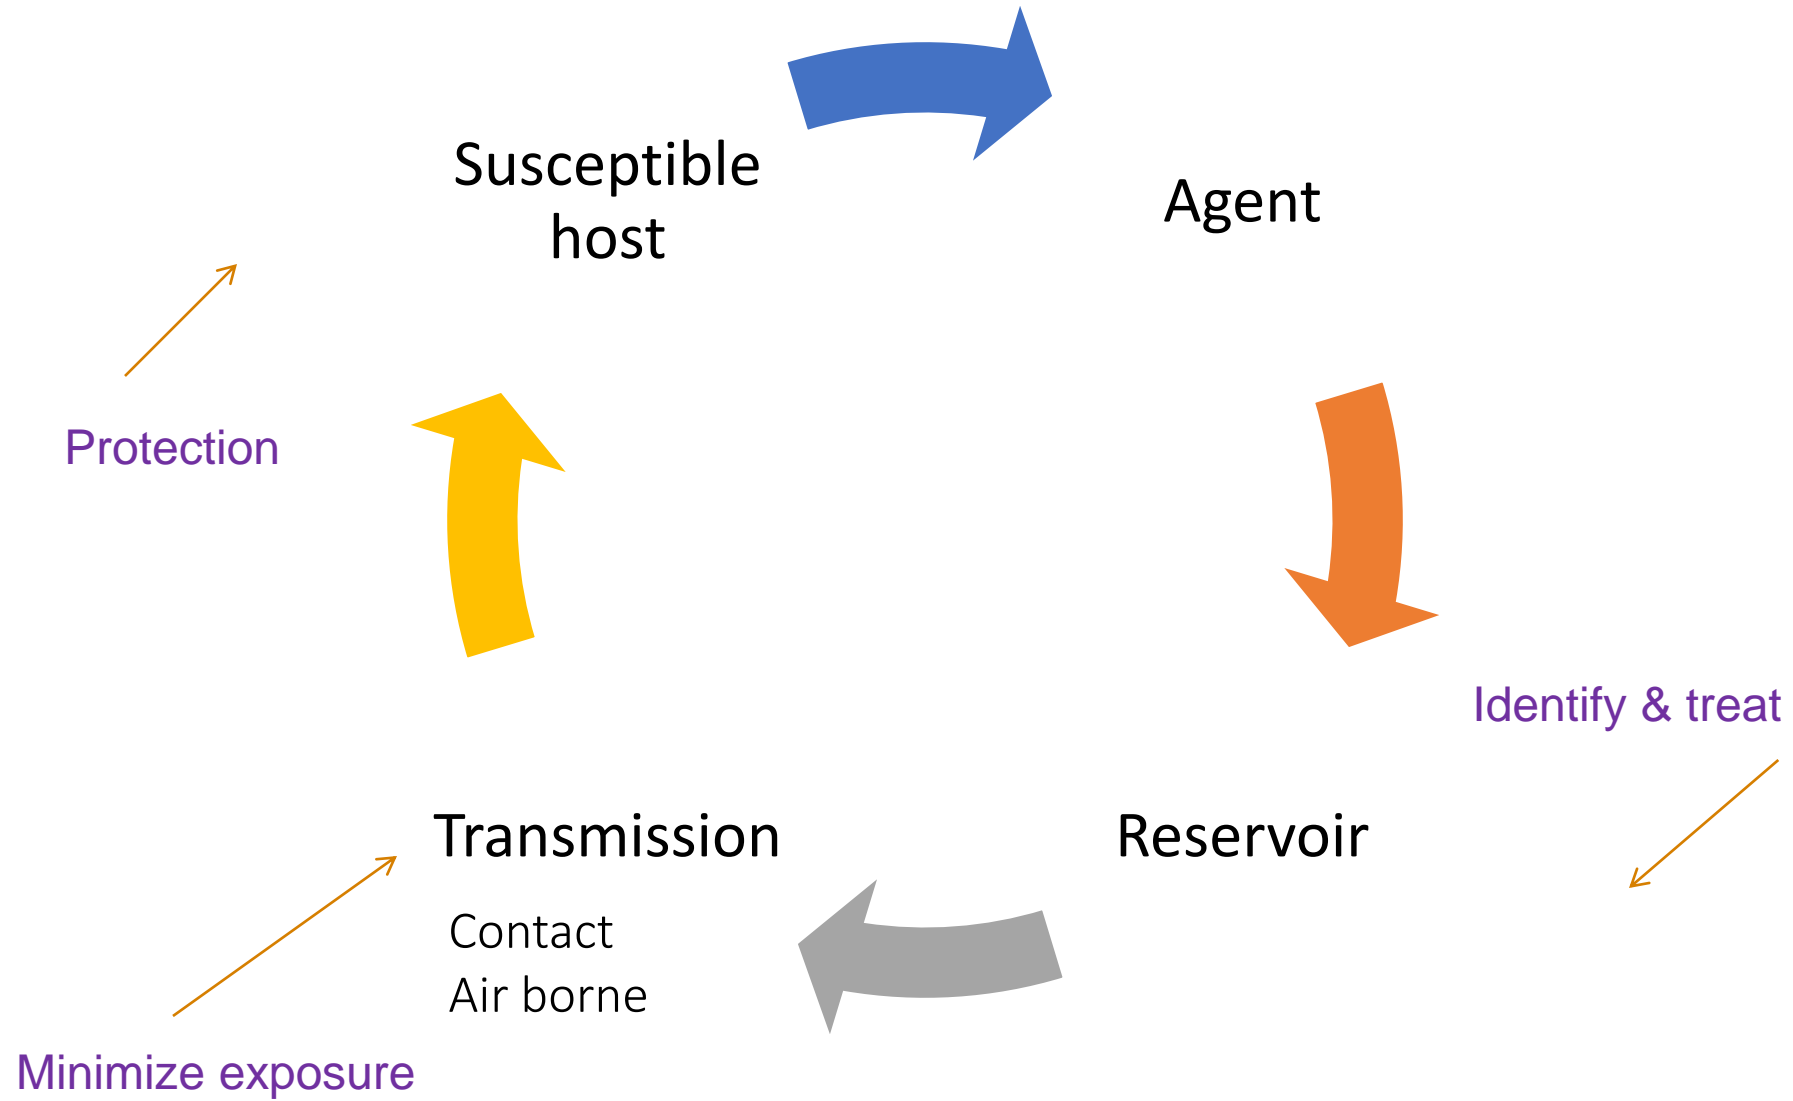 Susceptible
host
Agent
Protection
Identify & treat
Transmission
Reservoir
Contact
Air borne
Minimize exposure